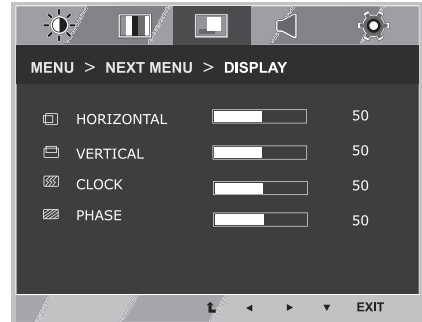 MENU > NEXT MENU > DISPLAY
HORIZONTAL 50
VERTICAL 50
CLOCK 50
PHASE 50
EXIT